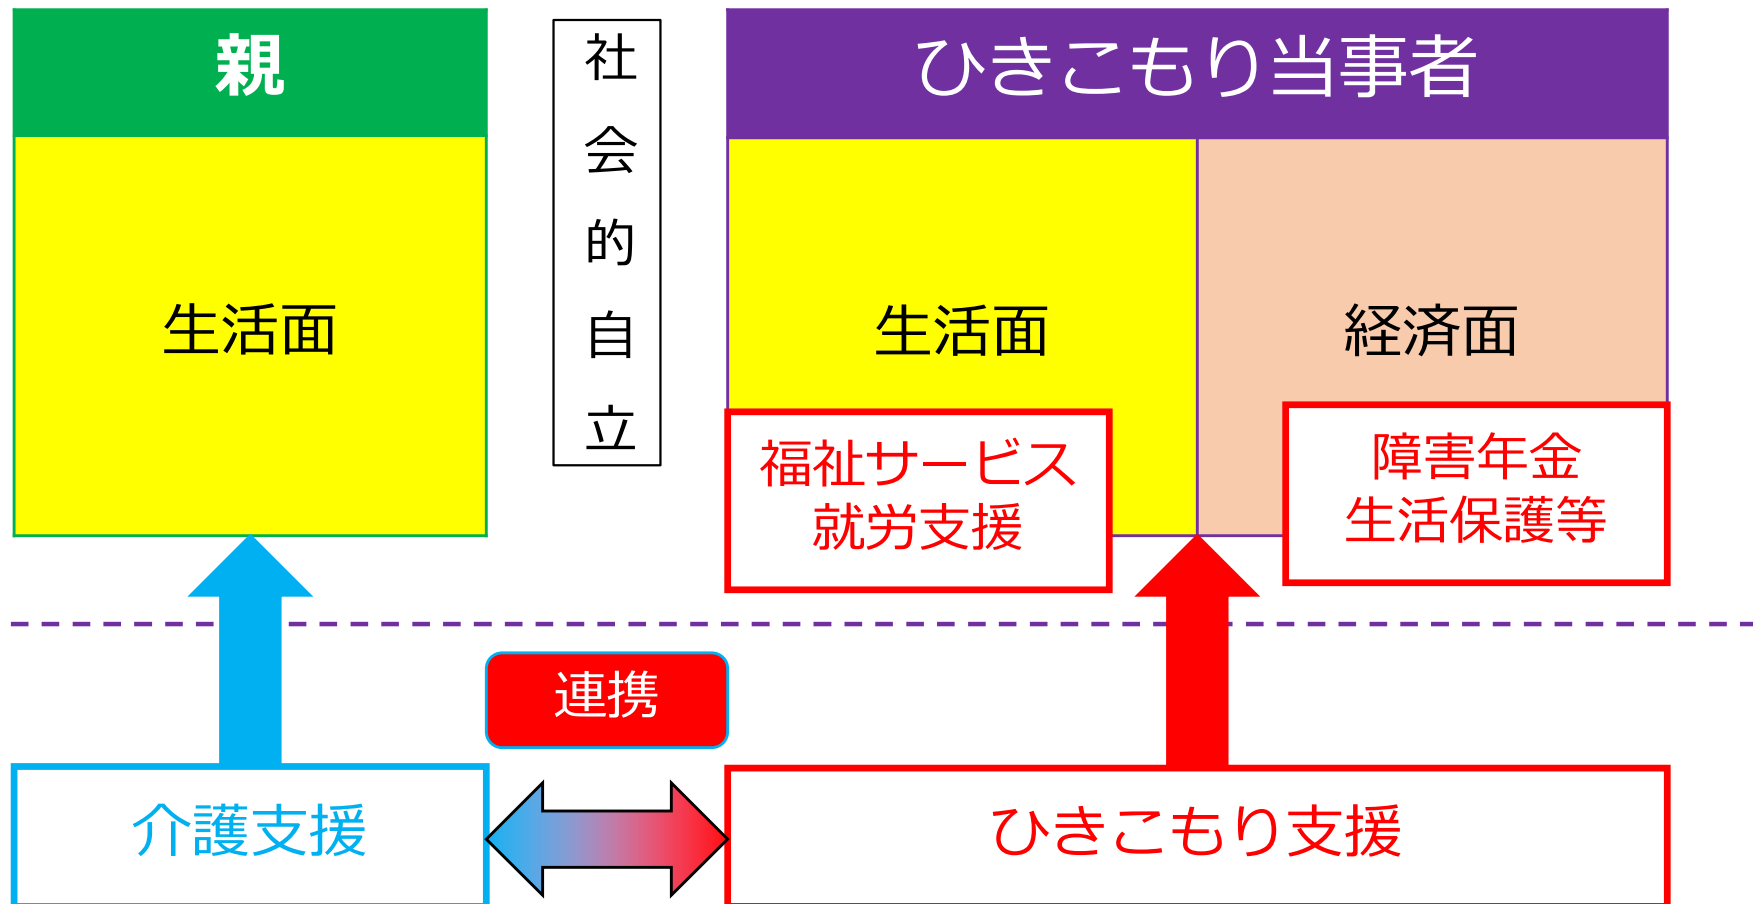 親
社会的自立
ひきこもり当事者
生活面
生活面
経済面
福祉サービス
就労支援
障害年金
生活保護等
連携
介護支援
ひきこもり支援